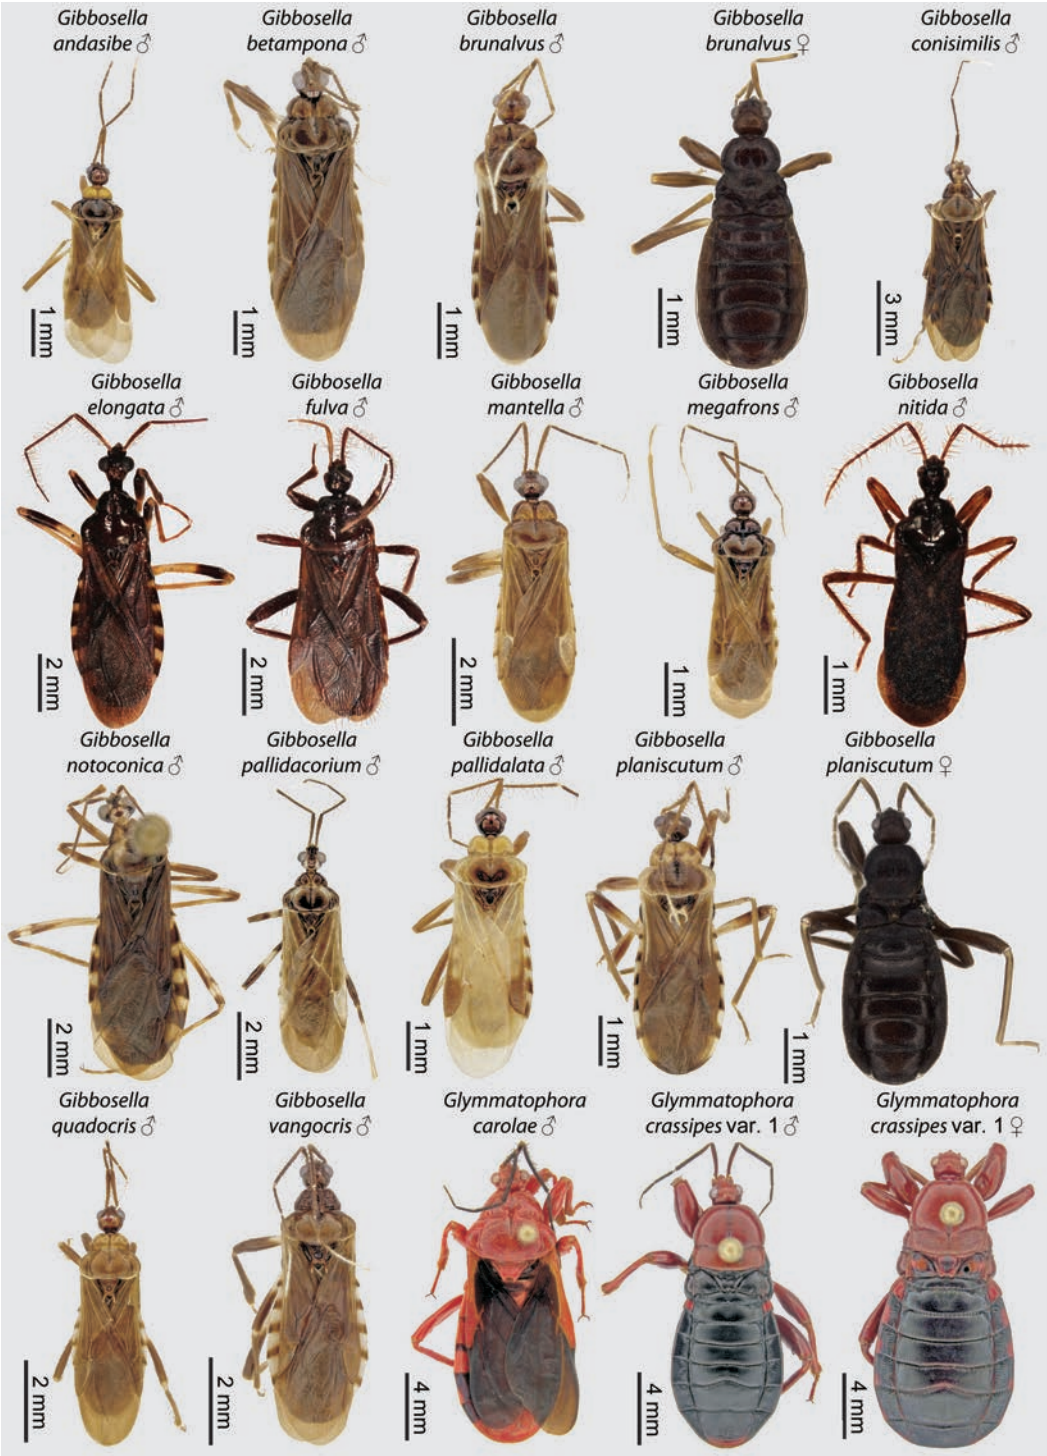 Gibbosella
andasibe ♂
Gibbosella
betampona ♂
Gibbosella
brunalvus ♂
Gibbosella
brunalvus ♀
Gibbosella
conisimilis ♂
1 mm
1 mm
1 mm
1 mm
3 mm
Gibbosella
elongata ♂
Gibbosella
fulva ♂
Gibbosella
mantella ♂
Gibbosella
megafrons ♂
Gibbosella
nitida ♂
2 mm
2 mm
2 mm
1 mm
1 mm
Gibbosella
notoconica ♂
Gibbosella
pallidacorium ♂
Gibbosella
pallidalata ♂
Gibbosella
planiscutum ♂
Gibbosella
planiscutum ♀
2 mm
2 mm
1 mm
1 mm
1 mm
Gibbosella
quadocris ♂
Gibbosella
vangocris ♂
Glymmatophora
carolae ♂
Glymmatophora
crassipes var. 1 ♂
Glymmatophora
crassipes var. 1 ♀
2 mm
2 mm
4 mm
4 mm
4 mm